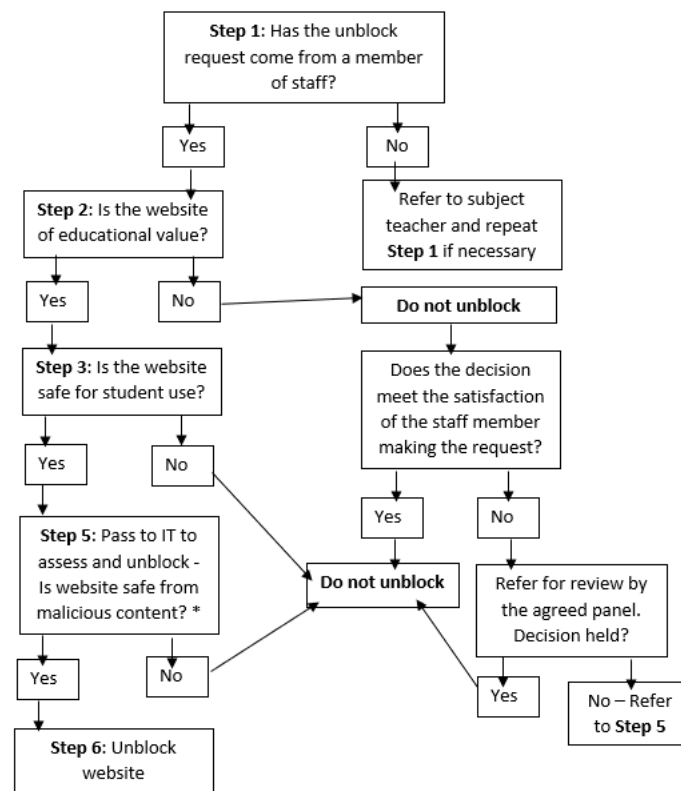 Step 1: Has the unblock
request come from a member
of staff?
Yes
No
Step 2: Is the website
of educational value?
Refer to subject
teacher and repeat
Step 1 if necessary
Yes
No
Do not unblock
Step 3: Is the website
safe for student use?
Does the decision
meet the satisfaction
of the staff member
making the request?
Yes
No
Yes
No
Step 5: Pass to IT to
assess and unblock -
Is website safe from
malicious content? *
Do not unblock
Refer for review by
the agreed panel.
Decision held?
Yes
No
Yes
No – Refer
to Step 5
Step 6: Unblock
website